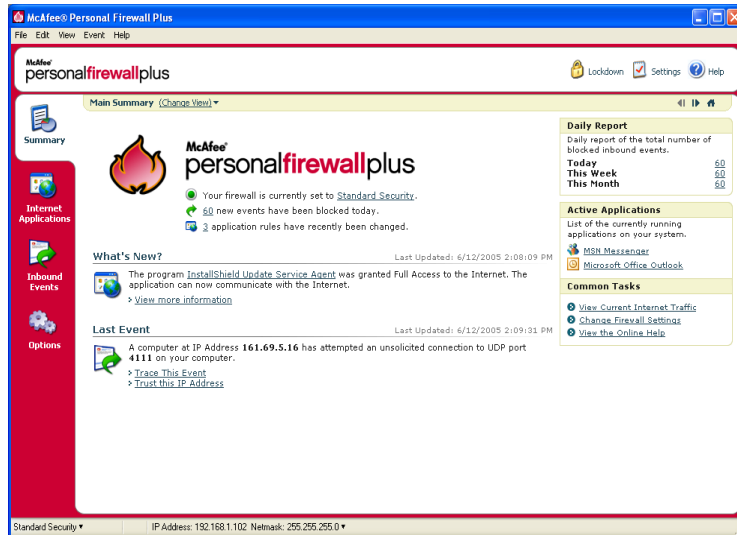 McAfee® Personal Firewall Plus
File Edit View Event Help
McAfee®
personalfirewallplus
Lockdown Settings Help
Main Summary (Change View)
Summary
Internet Applications
Inbound Events
Options
McAfee®
personalfirewallplus
Your firewall is currently set to Standard Security.
60 new events have been blocked today.
3 application rules have recently been changed.
What's New? Last Updated: 6/12/2005 2:08:09 PM
The program InstallShield Update Service Agent was granted Full Access to the Internet. The
application can now communicate with the Internet.
> View more information
Last Event Last Updated: 6/12/2005 2:09:31 PM
A computer at IP Address 161.69.5.16 has attempted an unsolicited connection to UDP port
4111 on your computer.
> Trace This Event
> Trust this IP Address
Daily Report
Daily report of the total number of
blocked inbound events.
Today 60
This Week 60
This Month 60
Active Applications
List of the currently running
applications on your system.
MSN Messenger
Microsoft Office Outlook
Common Tasks
View Current Internet Traffic
Change Firewall Settings
View the Online Help
Standard Security IP Address: 192.168.1.102 Netmask: 255.255.255.0